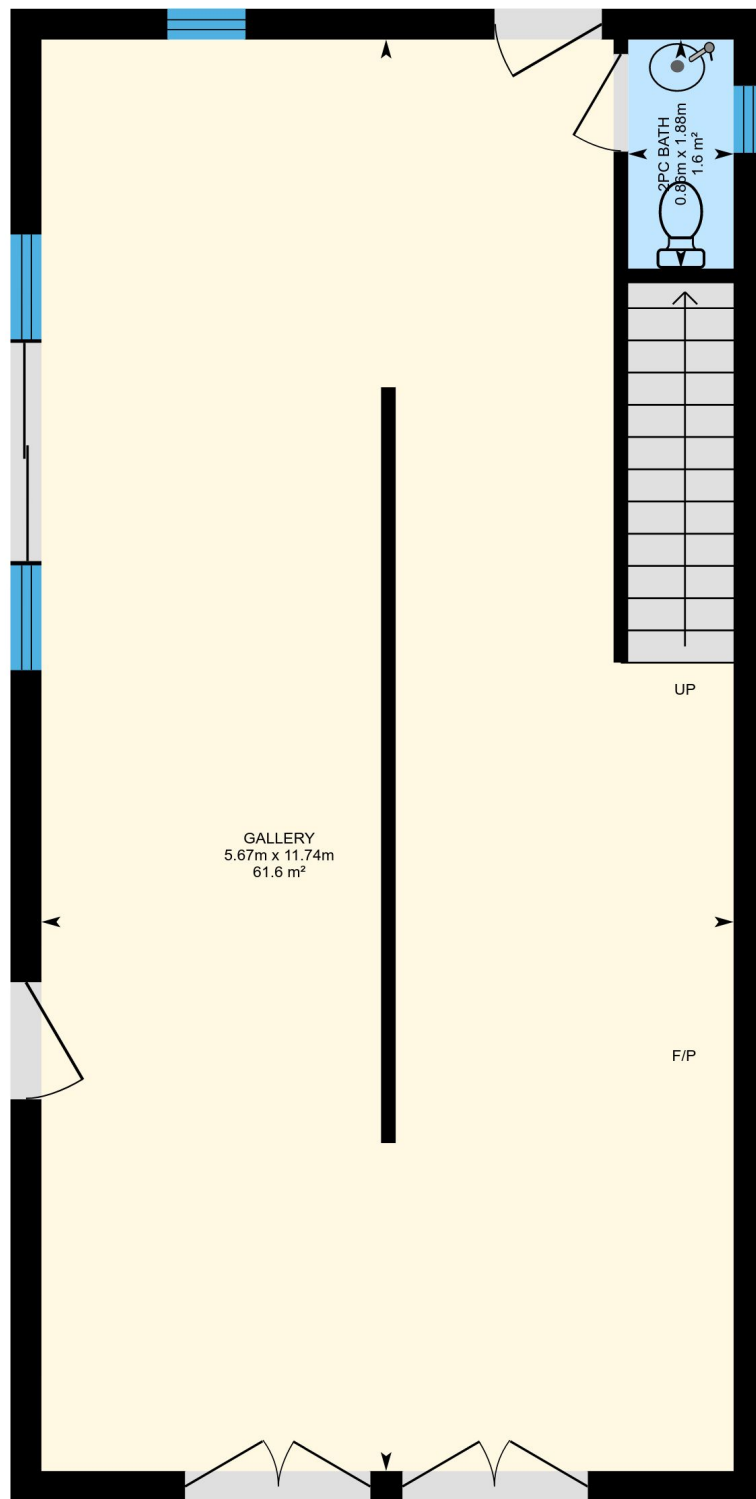 2PC BATH
0.86m x 1.88m
1.6 m²
UP
GALLERY
5.67m x 11.74m
61.6 m²
F/P